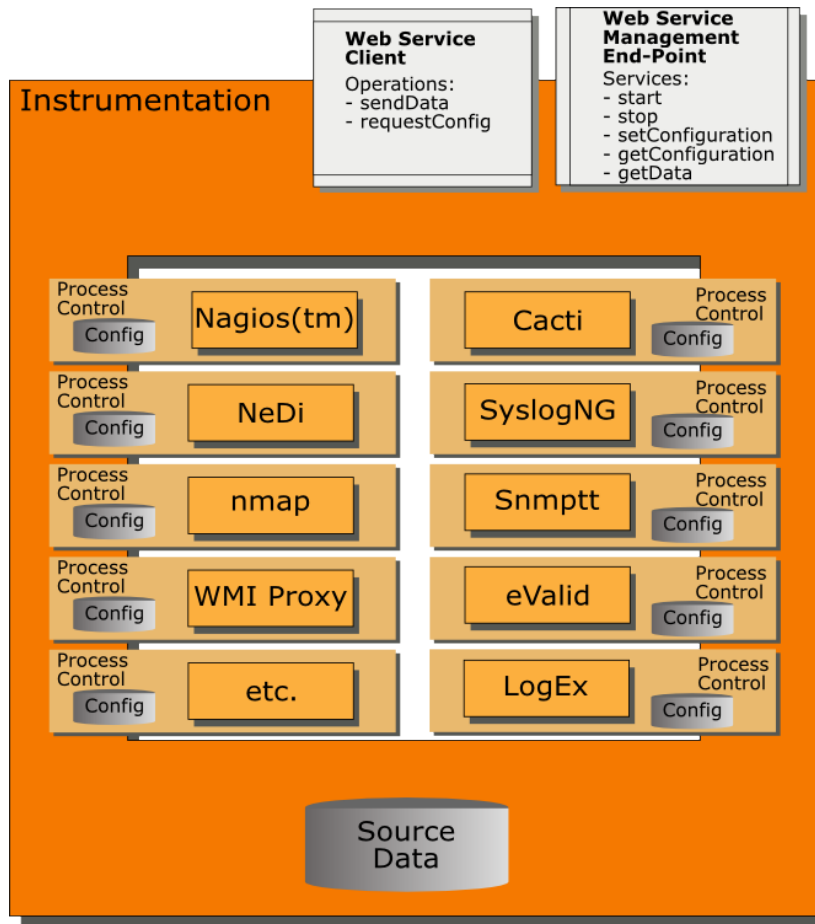 Web Service
Client
Operations:
- sendData
- requestConfig
Web Service
Management
End-Point
Services:
- start
- stop
- setConfiguration
- getConfiguration
- getData
Instrumentation
Process
Control
Config
Nagios(tm)
Cacti
Process
Control
Config
Process
Control
Config
NeDi
SyslogNG
Process
Control
Config
Process
Control
Config
nmap
Snmptt
Process
Control
Config
Process
Control
Config
WMI Proxy
eValid
Process
Control
Config
Process
Control
Config
etc.
LogEx
Process
Control
Config
Source
Data